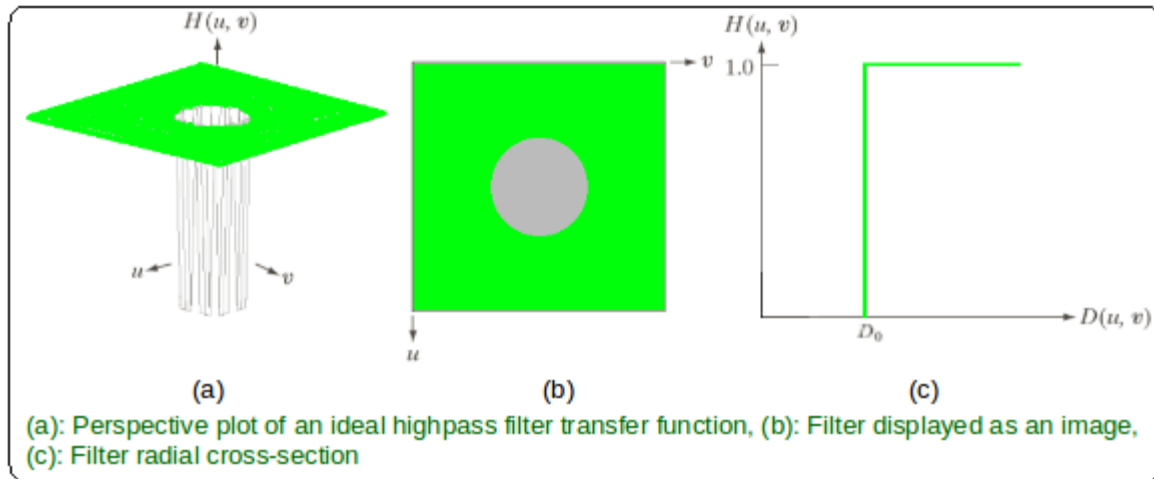 H(u, v)
u
v
(a)
v
u
(b)
H(u, v)
1.0
D₀
D(u, v)
(c)
(a): Perspective plot of an ideal highpass filter transfer function, (b): Filter displayed as an image,
(c): Filter radial cross-section